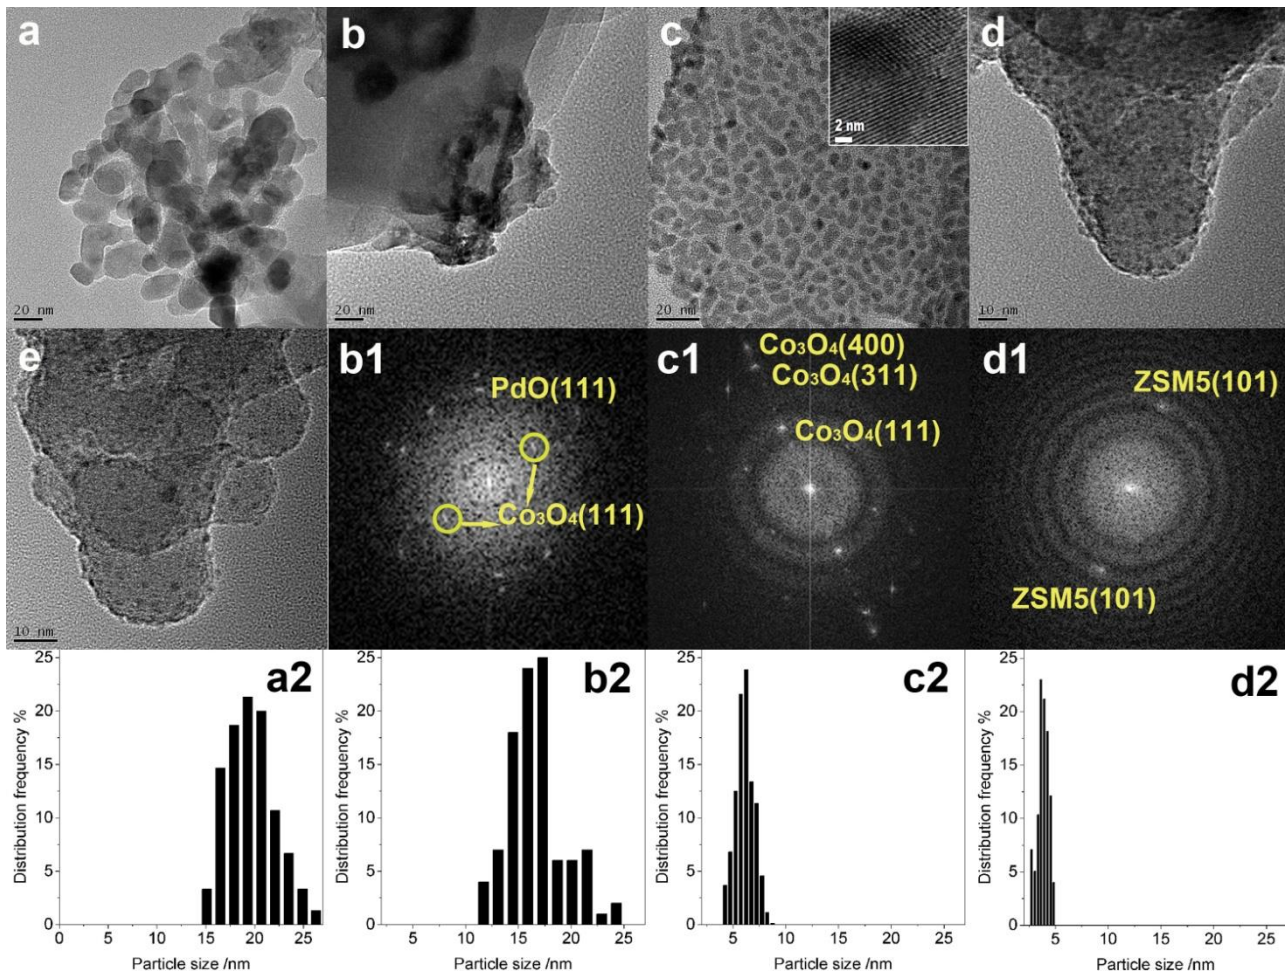 a
20 nm
b
20 nm
c
2 nm
20 nm
d
10 nm
e
10 nm
b1
PdO(111)
Co₃O₄(111)
c1
Co₃O₄(400)
Co₃O₄(311)
Co₃O₄(111)
d1
ZSM5(101)
ZSM5(101)
a2
Distribution frequency %
25
20
15
10
5
0
0 5 10 15 20 25
Particle size /nm
b2
Distribution frequency %
25
20
15
10
5
0
5 10 15 20 25
Particle size /nm
c2
Distribution frequency %
25
20
15
10
5
0
5 10 15 20 25
Particle size /nm
d2
Distribution frequency %
25
20
15
10
5
0
5 10 15 20 25
Particle size /nm